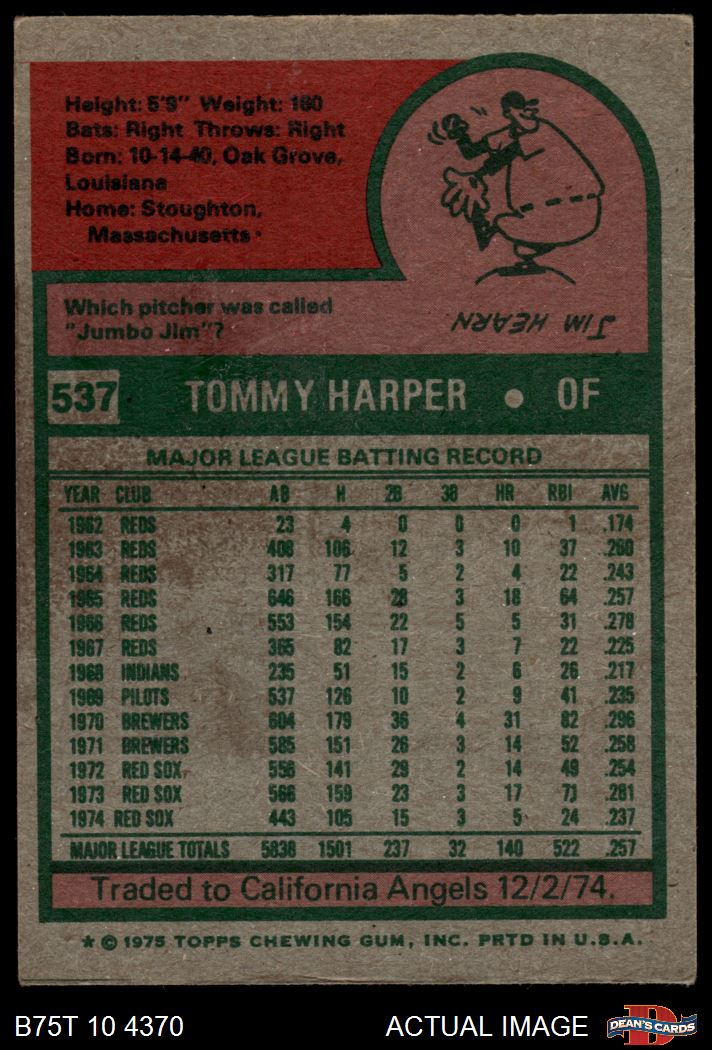 Height: 5'9" Weight: 160
Bats: Right Throws: Right
Born: 10-14-40, Oak Grove,
Louisiana
Home: Stoughton,
Massachusetts
Which pitcher was called
"Jumbo Jim"?
JIM HEARN
537 TOMMY HARPER • OF
MAJOR LEAGUE BATTING RECORD
YEAR CLUB AB H 2B 3B HR RBI AVG
1962 REDS 23 4 0 0 0 1 .174
1963 REDS 408 106 12 3 10 37 .260
1964 REDS 317 77 5 2 4 22 .243
1965 REDS 646 166 28 3 18 64 .257
1966 REDS 553 154 22 5 5 31 .278
1967 REDS 365 82 17 3 7 22 .225
1968 INDIANS 235 51 15 2 6 26 .217
1969 PILOTS 537 126 10 2 9 41 .235
1970 BREWERS 604 179 36 4 31 82 .296
1971 BREWERS 585 151 26 3 14 52 .258
1972 RED SOX 556 141 29 2 14 49 .254
1973 RED SOX 566 159 23 3 17 71 .281
1974 RED SOX 443 105 15 3 5 24 .237
MAJOR LEAGUE TOTALS 5838 1501 237 32 140 522 .257
Traded to California Angels 12/2/74.
★ © 1975 TOPPS CHEWING GUM, INC. PRTD IN U.S.A.
B75T 10 4370 ACTUAL IMAGE D DEAN'S CARDS